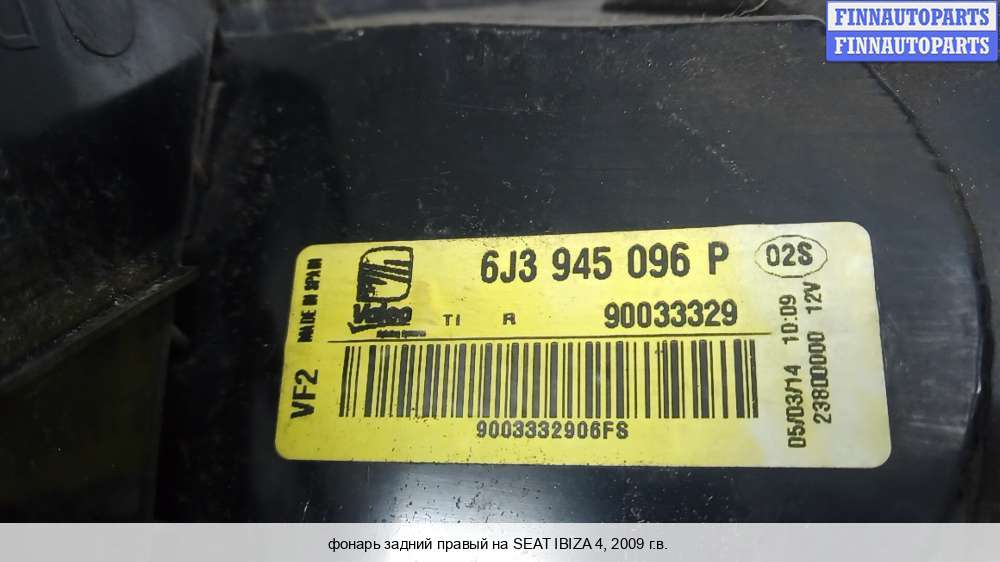 FINNAUTOPARTS
FINNAUTOPARTS
6J3 945 096 P
02S
MADE IN SPAIN
TI R 90033329
VF2
9003332906FS
05/03/14 10:09
23800000 12V
фонарь задний правый на SEAT IBIZA 4, 2009 г.в.